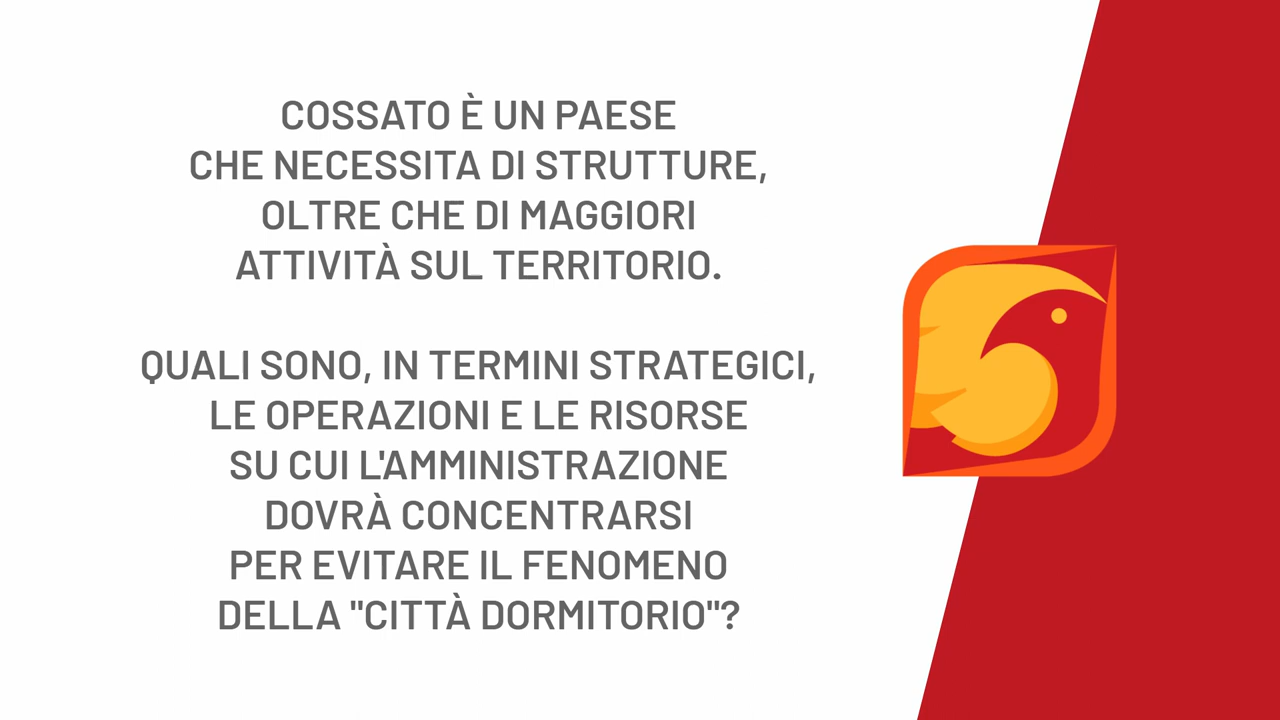 COSSATO È UN PAESE
CHE NECESSITA DI STRUTTURE,
OLTRE CHE DI MAGGIORI
ATTIVITÀ SUL TERRITORIO.
QUALI SONO, IN TERMINI STRATEGICI,
LE OPERAZIONI E LE RISORSE
SU CUI L'AMMINISTRAZIONE
DOVRÀ CONCENTRARSI
PER EVITARE IL FENOMENO
DELLA "CITTÀ DORMITORIO"?